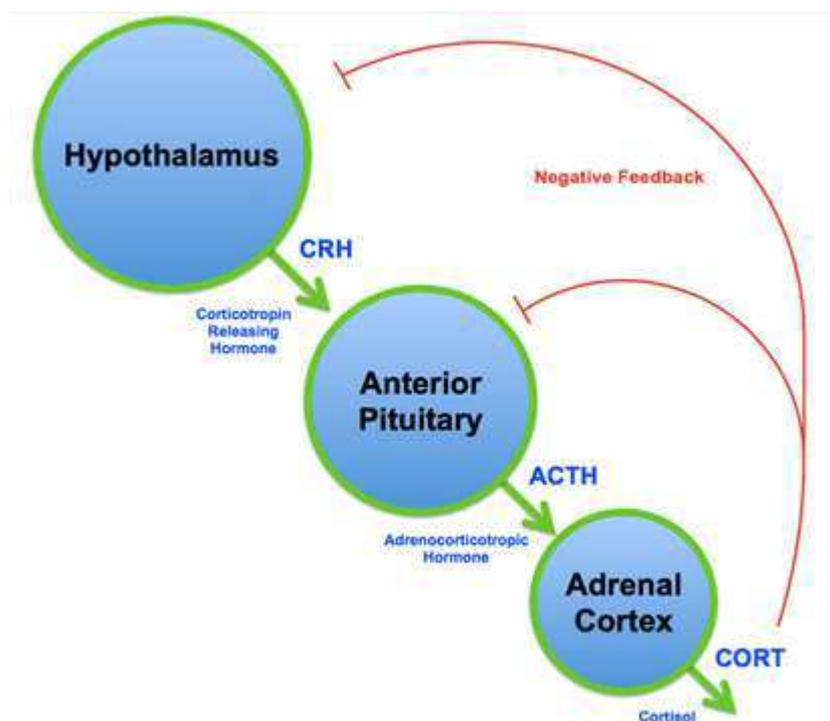 Hypothalamus
Negative Feedback
CRH
Corticotropin
Releasing
Hormone
Anterior
Pituitary
ACTH
Adrenocorticotropic
Hormone
Adrenal
Cortex
CORT
Cortisol